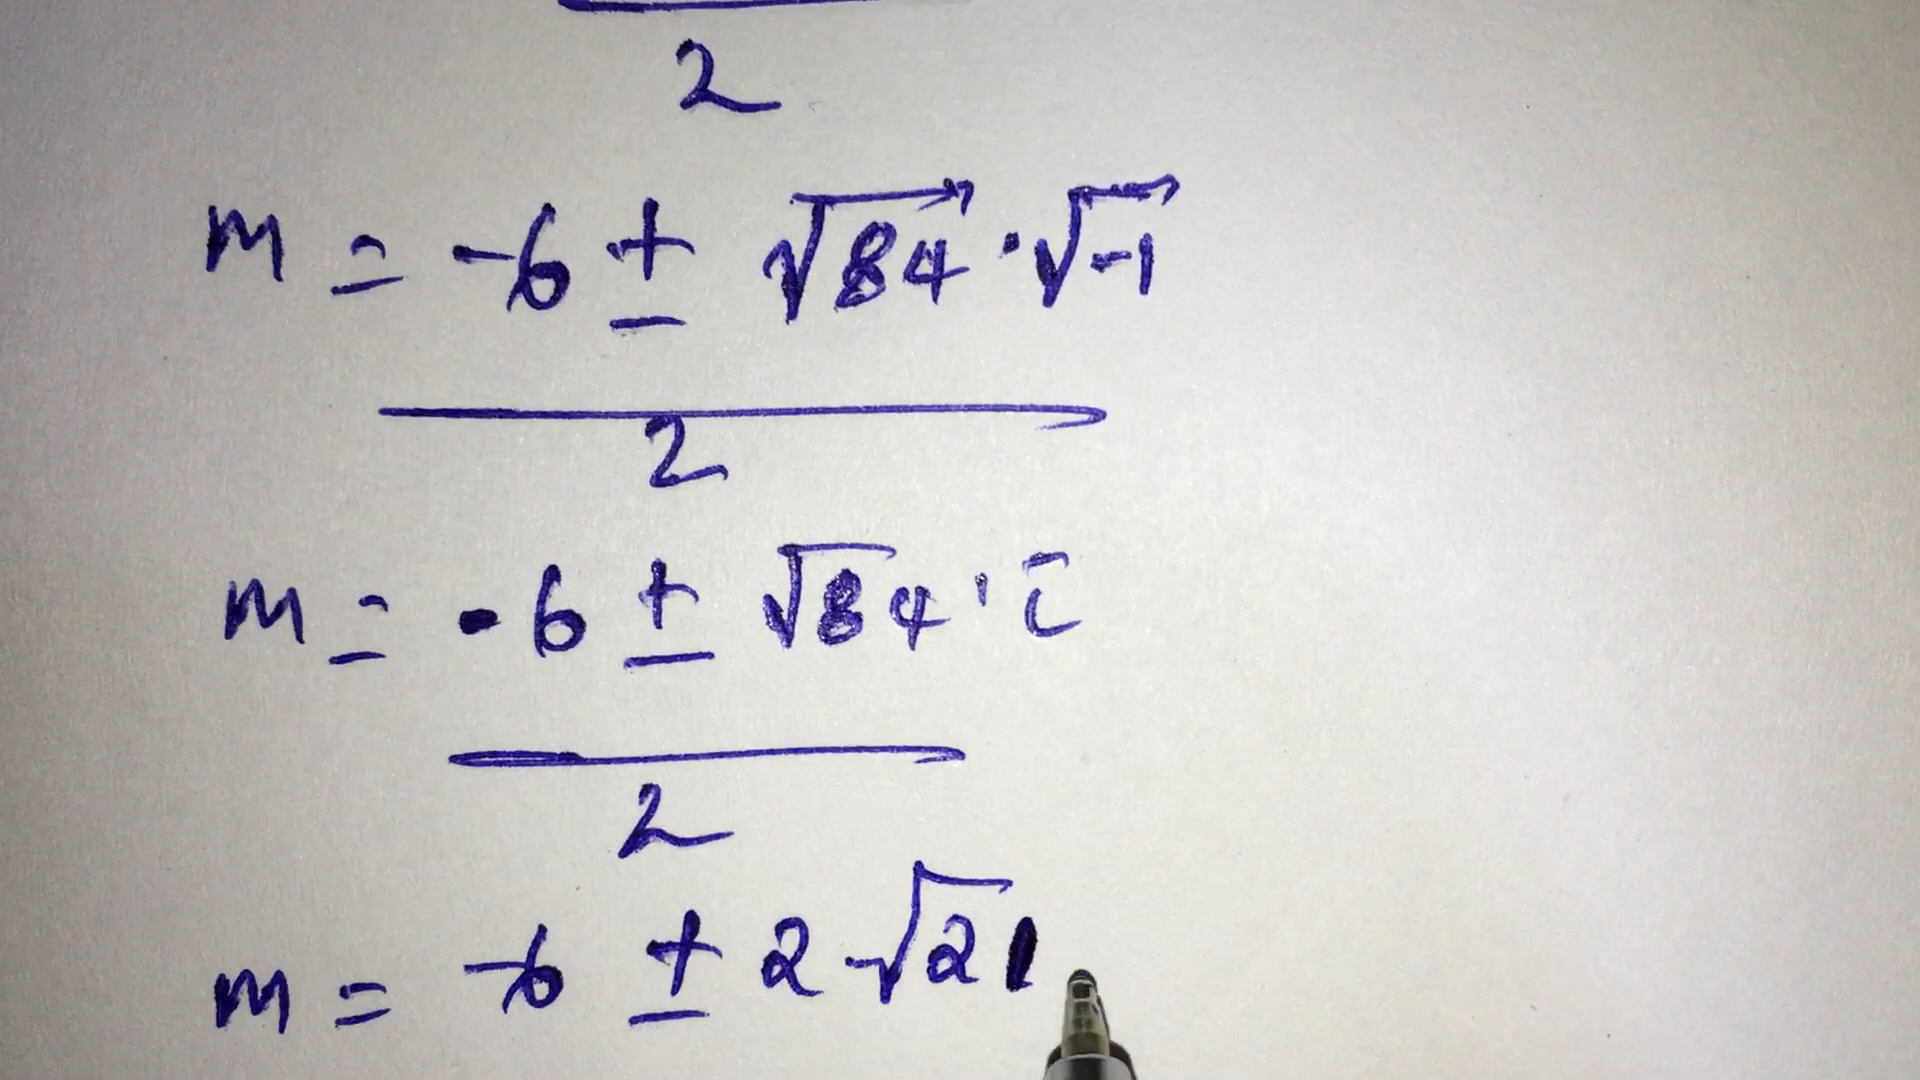 2
m = -6 ± √84 · √-1
2
m = -6 ± √84 · i
2
m = -6 ± 2√21